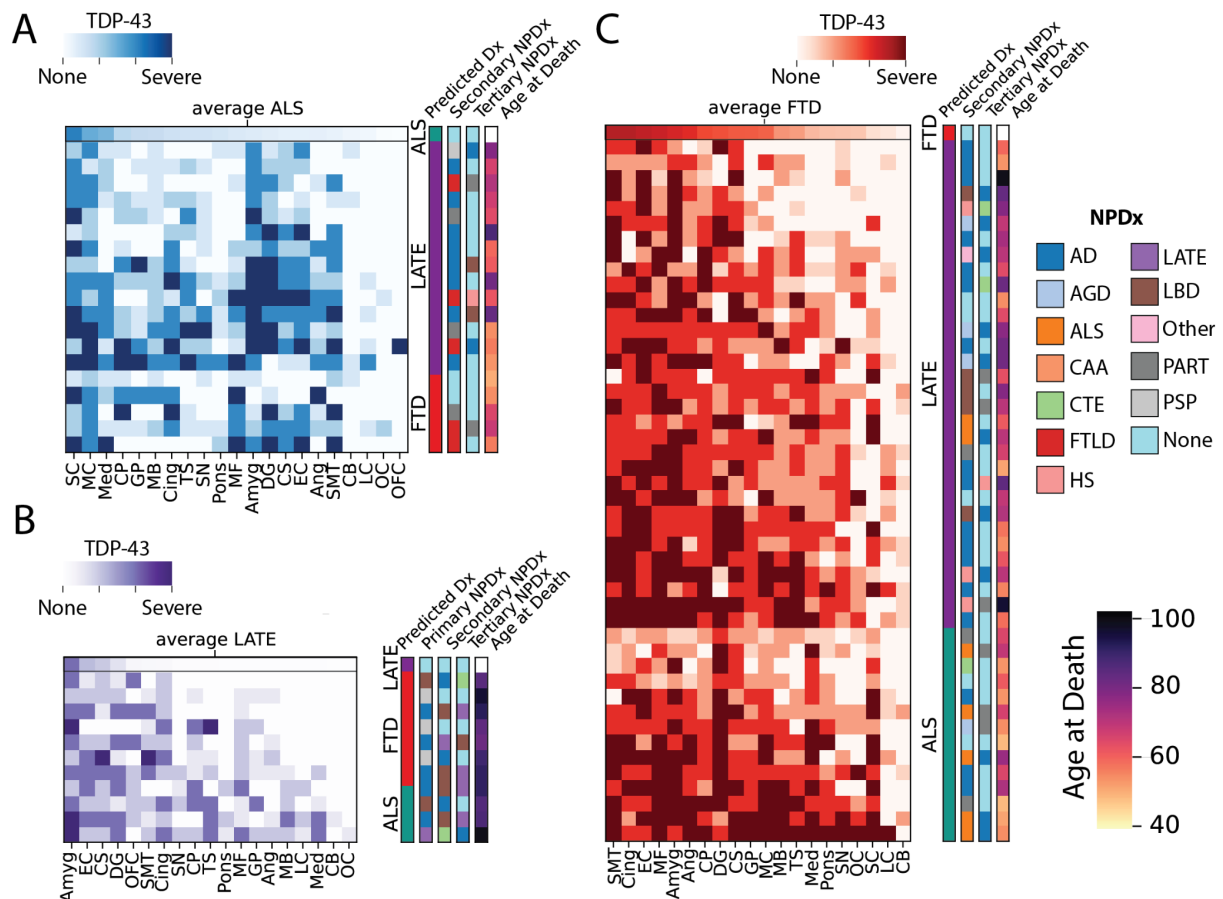 A
TDP-43
None Severe
average ALS
Predicted Dx
Secondary NPDx
Tertiary NPDx
Age at Death
ALS
LATE
FTD
SC MC Med CP GP MB Cing TS SN Pons MF Amyg DG CS EC Ang SMT CB LC OC OFC
B
TDP-43
None Severe
average LATE
Predicted Dx
Primary NPDx
Secondary NPDx
Tertiary NPDx
Age at Death
LATE
FTD
ALS
Amyg EC CS DG OFC SMT Cing SN CP TS Pons MF GP Ang MB LC Med CB OC
C
TDP-43
None Severe
average FTD
Predicted Dx
Secondary NPDx
Tertiary NPDx
Age at Death
FTD
LATE
ALS
SMT Cing EC MF Amyg Ang CP DG CS GP MC MB TS Med Pons SN OC SC LC CB
NPDx
AD LATE
AGD LBD
ALS Other
CAA PART
CTE PSP
FTLD None
HS
Age at Death
100
80
60
40